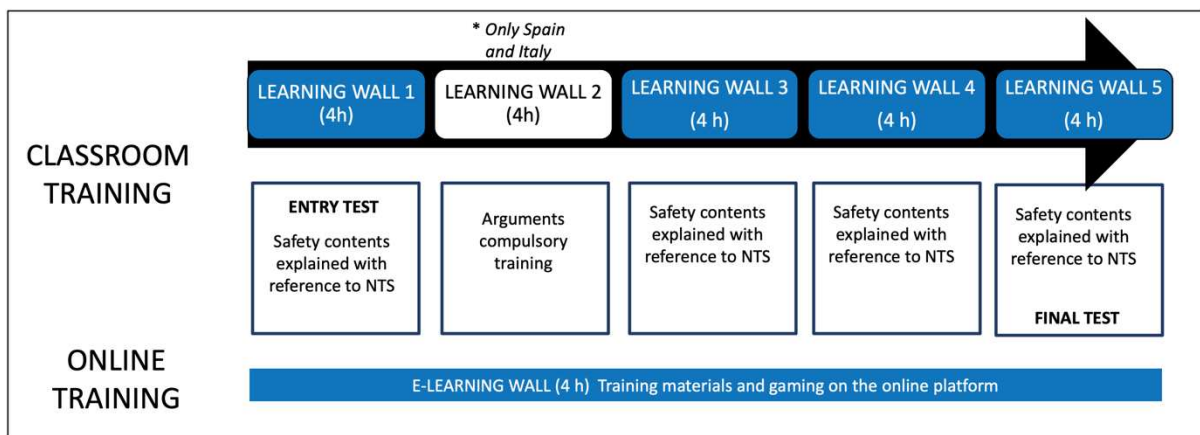 * Only Spain
and Italy
LEARNING WALL 1
(4h)
LEARNING WALL 2
(4h)
LEARNING WALL 3
(4 h)
LEARNING WALL 4
(4 h)
LEARNING WALL 5
(4 h)
CLASSROOM
TRAINING
ENTRY TEST
Safety contents
explained with
reference to NTS
Arguments
compulsory
training
Safety contents
explained with
reference to NTS
Safety contents
explained with
reference to NTS
Safety contents
explained with
reference to NTS
FINAL TEST
ONLINE
TRAINING
E-LEARNING WALL (4 h) Training materials and gaming on the online platform